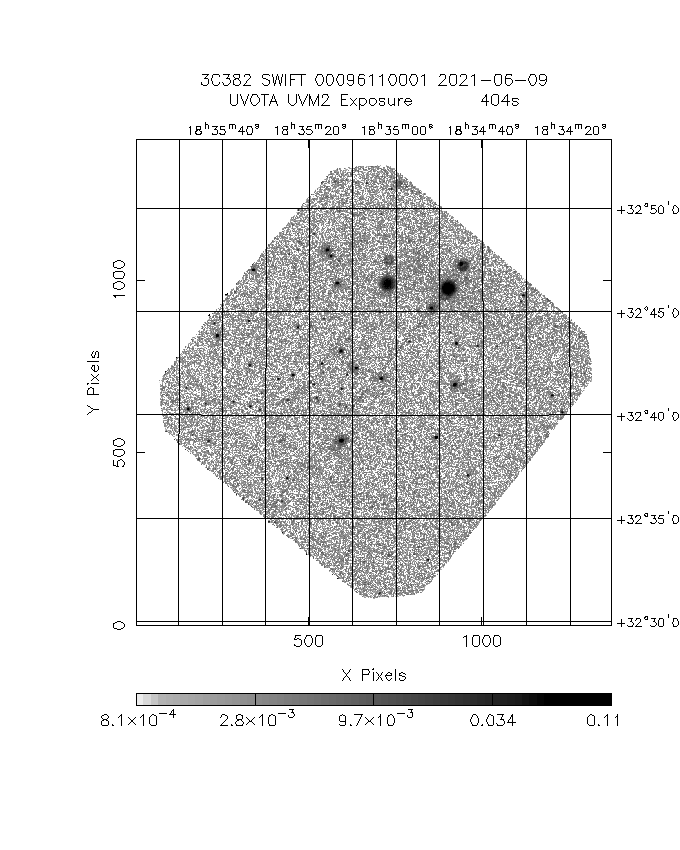 3C382 SWIFT 00096110001 2021-06-09
UVOTA UVM2 Exposure 404s
18ʰ35ᵐ40ˢ 18ʰ35ᵐ20ˢ 18ʰ35ᵐ00ˢ 18ʰ34ᵐ40ˢ 18ʰ34ᵐ20ˢ
+32°50'0
1000
+32°45'0
Y Pixels
+32°40'0
500
+32°35'0
0
+32°30'0
500 1000
X Pixels
8.1×10⁻⁴ 2.8×10⁻³ 9.7×10⁻³ 0.034 0.11